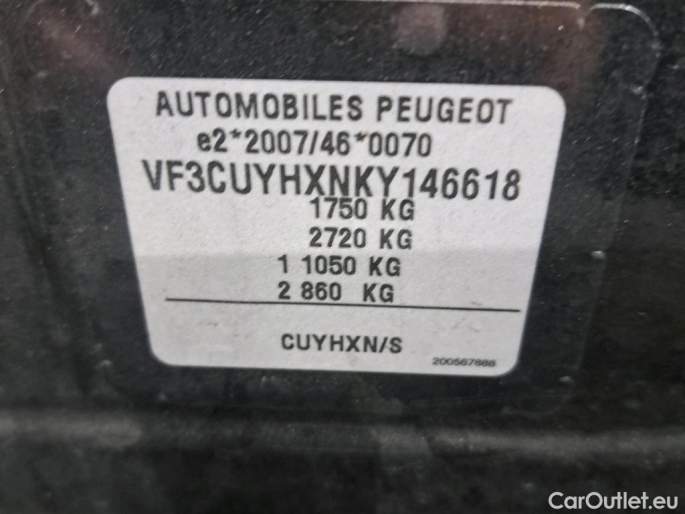 AUTOMOBILES PEUGEOT
e2*2007/46*0070
VF3CUYHXNKY146618
1750 KG
2720 KG
1 1050 KG
2 860 KG
CUYHXN/S
200567888
CarOutlet.eu